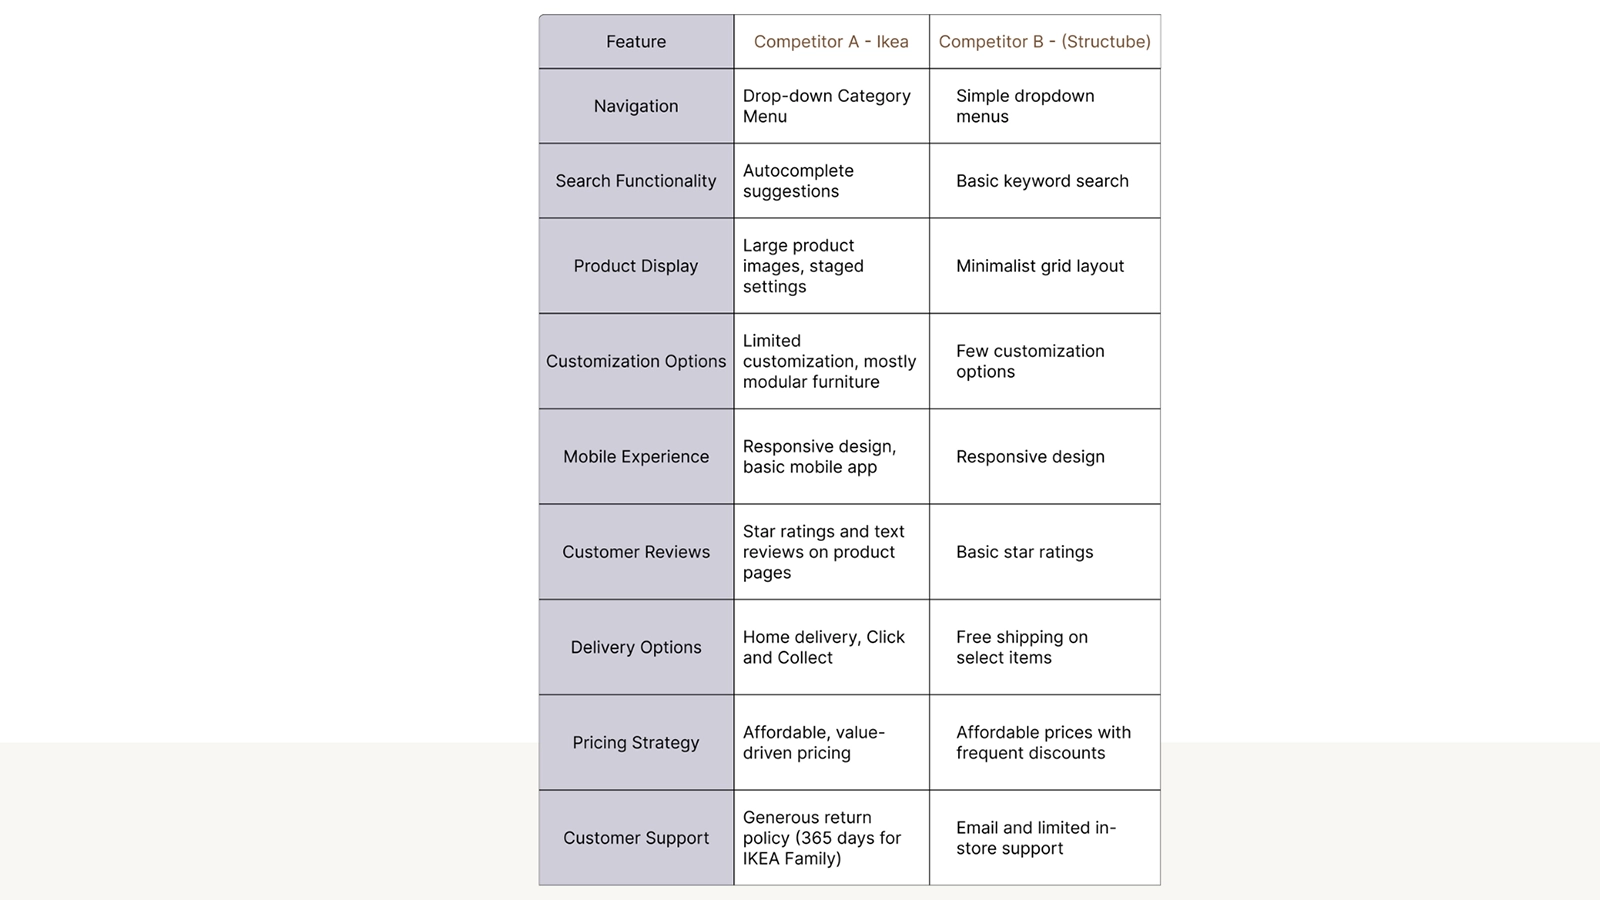 Feature
Competitor A - Ikea
Competitor B - (Structube)
Navigation
Drop-down Category
Menu
Simple dropdown
menus
Search Functionality
Autocomplete
suggestions
Basic keyword search
Product Display
Large product
images, staged
settings
Minimalist grid layout
Customization Options
Limited
customization, mostly
modular furniture
Few customization
options
Mobile Experience
Responsive design,
basic mobile app
Responsive design
Customer Reviews
Star ratings and text
reviews on product
pages
Basic star ratings
Delivery Options
Home delivery, Click
and Collect
Free shipping on
select items
Pricing Strategy
Affordable, value-
driven pricing
Affordable prices with
frequent discounts
Customer Support
Generous return
policy (365 days for
IKEA Family)
Email and limited in-
store support